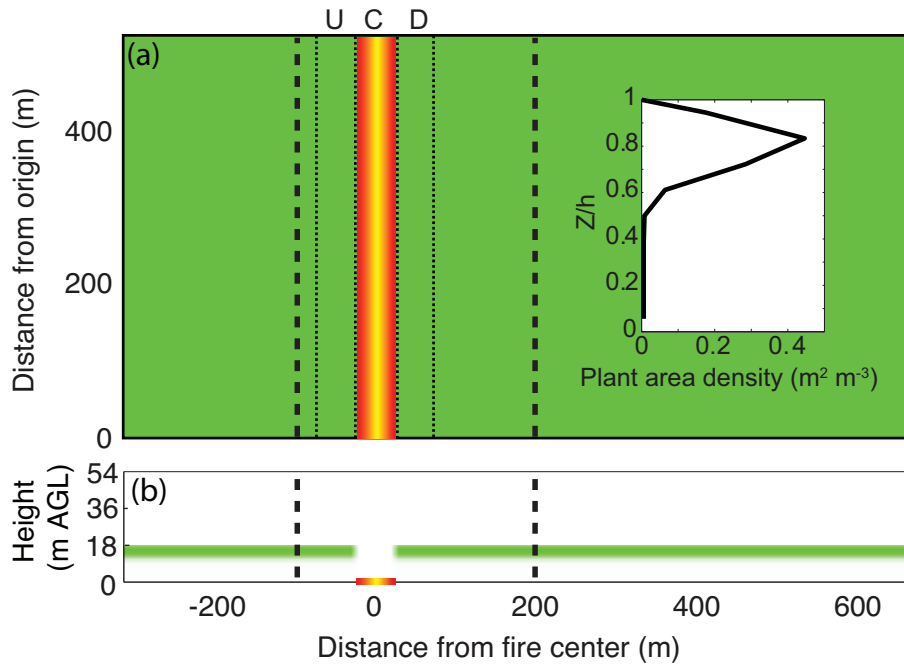 U C D
(a)
Distance from origin (m)
400
200
0
Z/h
1
0.8
0.6
0.4
0.2
0
0 0.2 0.4
Plant area density (m² m⁻³)
(b)
Height
(m AGL)
54
36
18
0
-200 0 200 400 600
Distance from fire center (m)